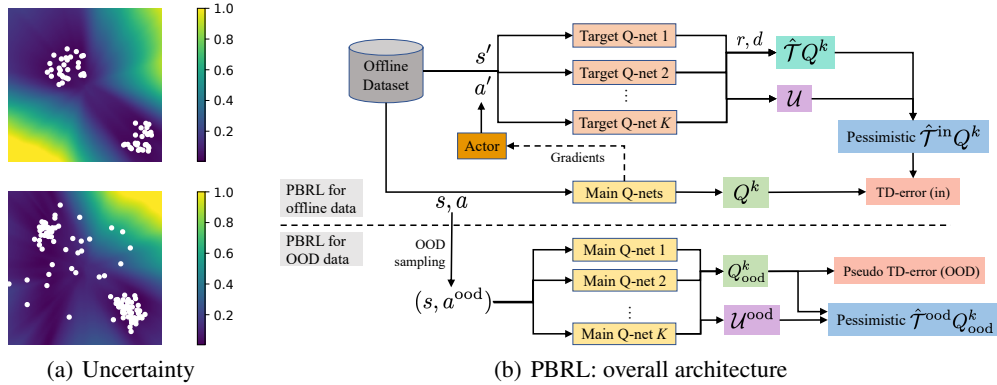 1.0
0.8
0.6
0.4
0.2
1.0
0.8
0.6
0.4
0.2
(a) Uncertainty
Offline
Dataset
s′
a′
Actor
Gradients
Target Q-net 1
Target Q-net 2
⋮
Target Q-net K
r, d
𝒯̂Q^k
𝒰
Pessimistic 𝒯̂^in Q^k
TD-error (in)
Main Q-nets
Q^k
PBRL for
offline data
s, a
PBRL for
OOD data
OOD
sampling
(s, a^ood)
Main Q-net 1
Main Q-net 2
⋮
Main Q-net K
Q^k_ood
𝒰^ood
Pseudo TD-error (OOD)
Pessimistic 𝒯̂^ood Q^k_ood
(b) PBRL: overall architecture